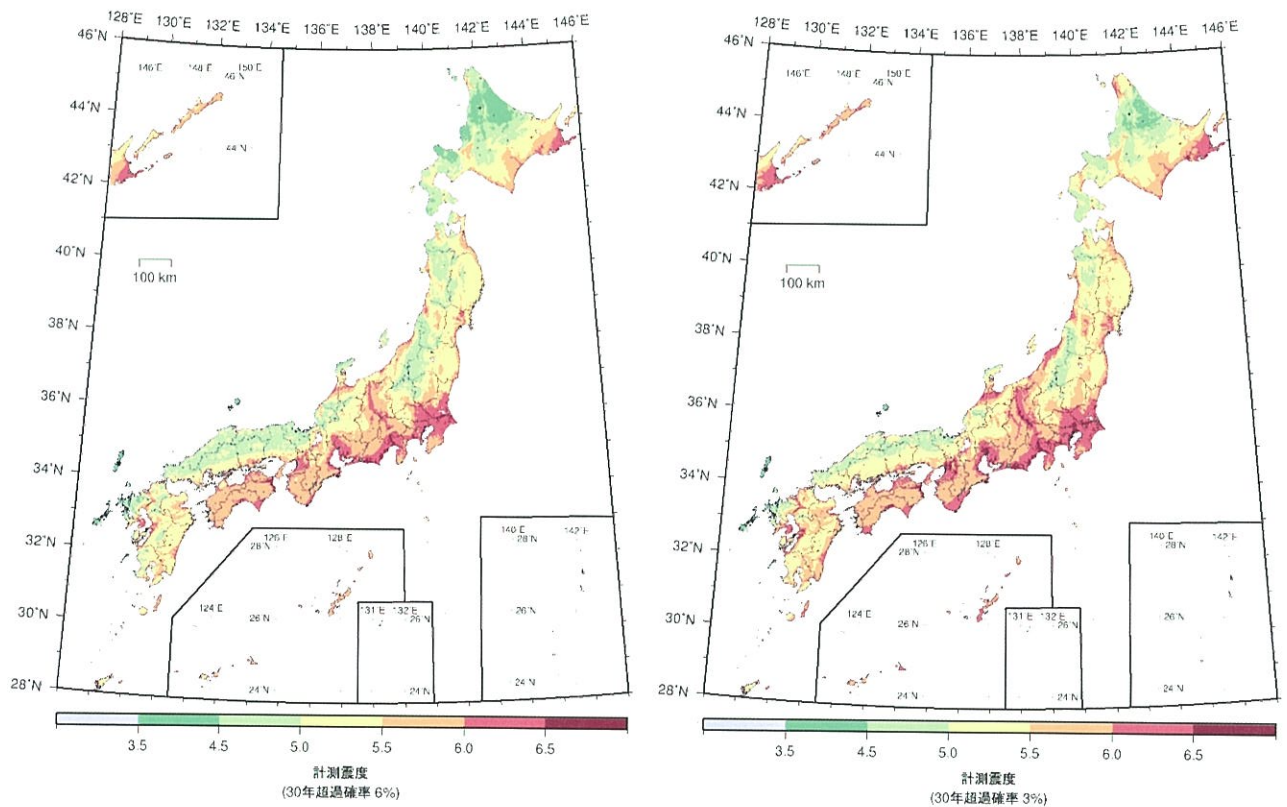 128°E 130°E 132°E 134°E 136°E 138°E 140°E 142°E 144°E 146°E
46°N
44°N
42°N
40°N
38°N
36°N
34°N
32°N
30°N
28°N
146 E 148 E 150 E
46 N
44 N
100 km
126 E 128 E
28 N
124 E
26 N
24 N
131 E 132 E
26 N
24 N
140 E 142 E
28 N
26 N
24 N
3.5 4.5 5.0 5.5 6.0 6.5
計測震度
(30年超過確率 6%)
128°E 130°E 132°E 134°E 136°E 138°E 140°E 142°E 144°E 146°E
46°N
44°N
42°N
40°N
38°N
36°N
34°N
32°N
30°N
28°N
146 E 148 E 150 E
46 N
44 N
100 km
126 E 128 E
28 N
124 E
26 N
24 N
131 E 132 E
26 N
24 N
140 E 142 E
28 N
26 N
24 N
3.5 4.5 5.0 5.5 6.0 6.5
計測震度
(30年超過確率 3%)